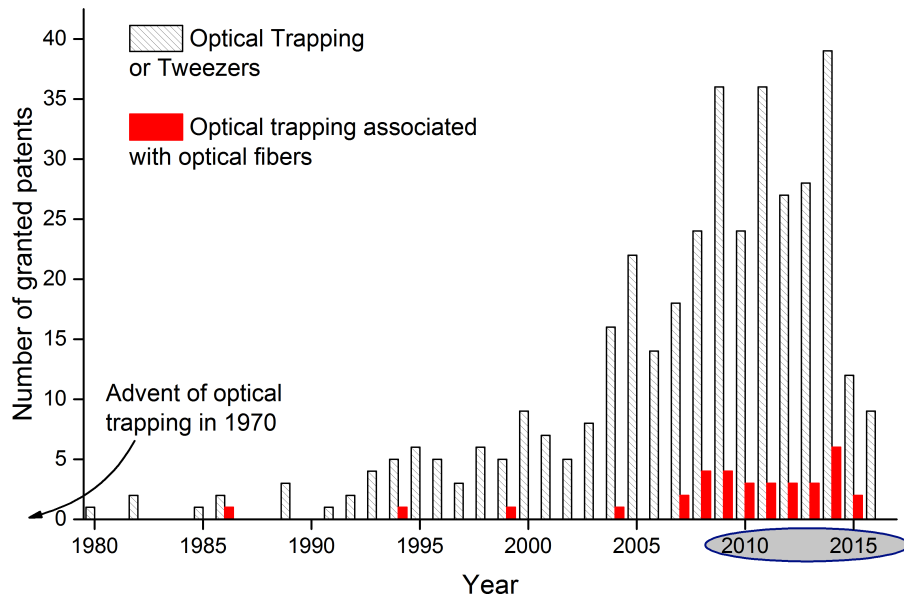 Optical Trapping
or Tweezers
Optical trapping associated
with optical fibers
Number of granted patents
40
35
30
25
20
15
10
5
0
Advent of optical
trapping in 1970
1980 1985 1990 1995 2000 2005 2010 2015
Year